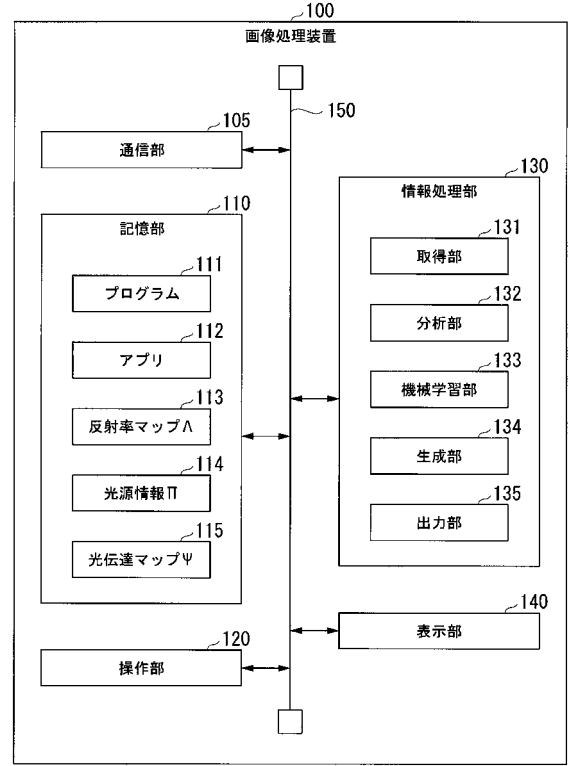 100
画像処理装置
150
105
通信部
110
記憶部
111
プログラム
112
アプリ
113
反射率マップΛ
114
光源情報Π
115
光伝達マップΨ
120
操作部
130
情報処理部
131
取得部
132
分析部
133
機械学習部
134
生成部
135
出力部
140
表示部